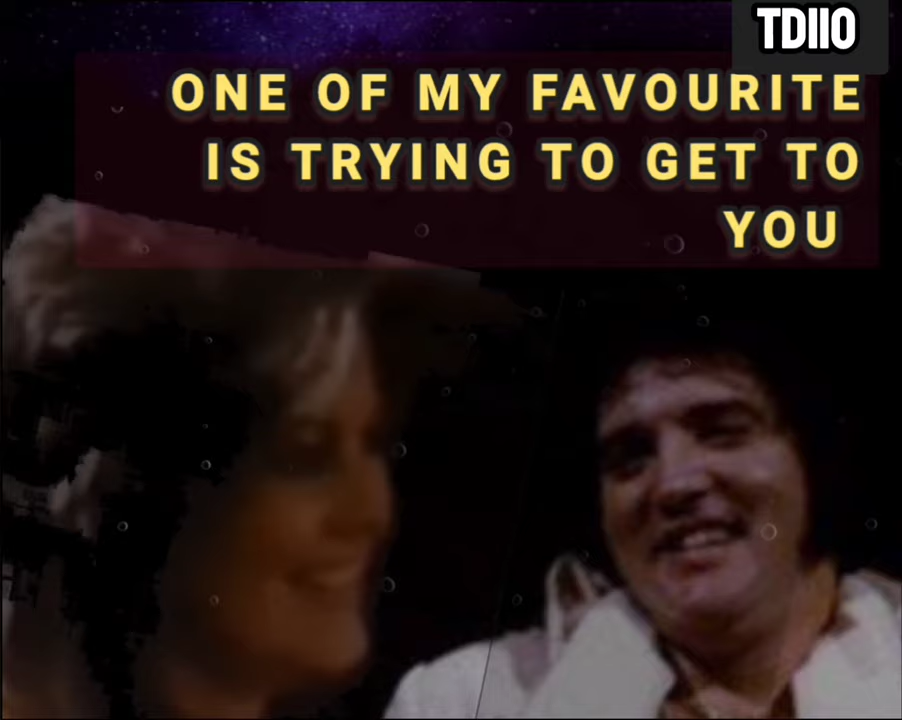 TDIIO
ONE OF MY FAVOURITE
IS TRYING TO GET TO
YOU